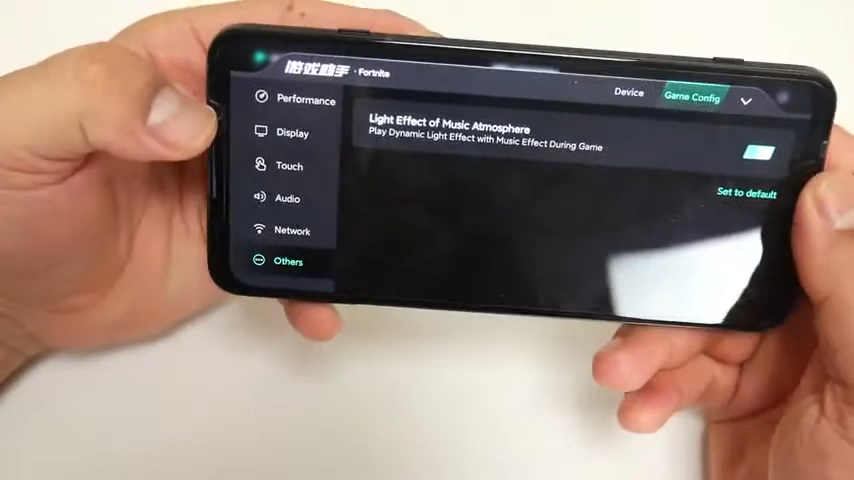 游戏助手 · Fortnite
Device
Game Config
Performance
Display
Touch
Audio
Network
Others
Light Effect of Music Atmosphere
Play Dynamic Light Effect with Music Effect During Game
Set to default